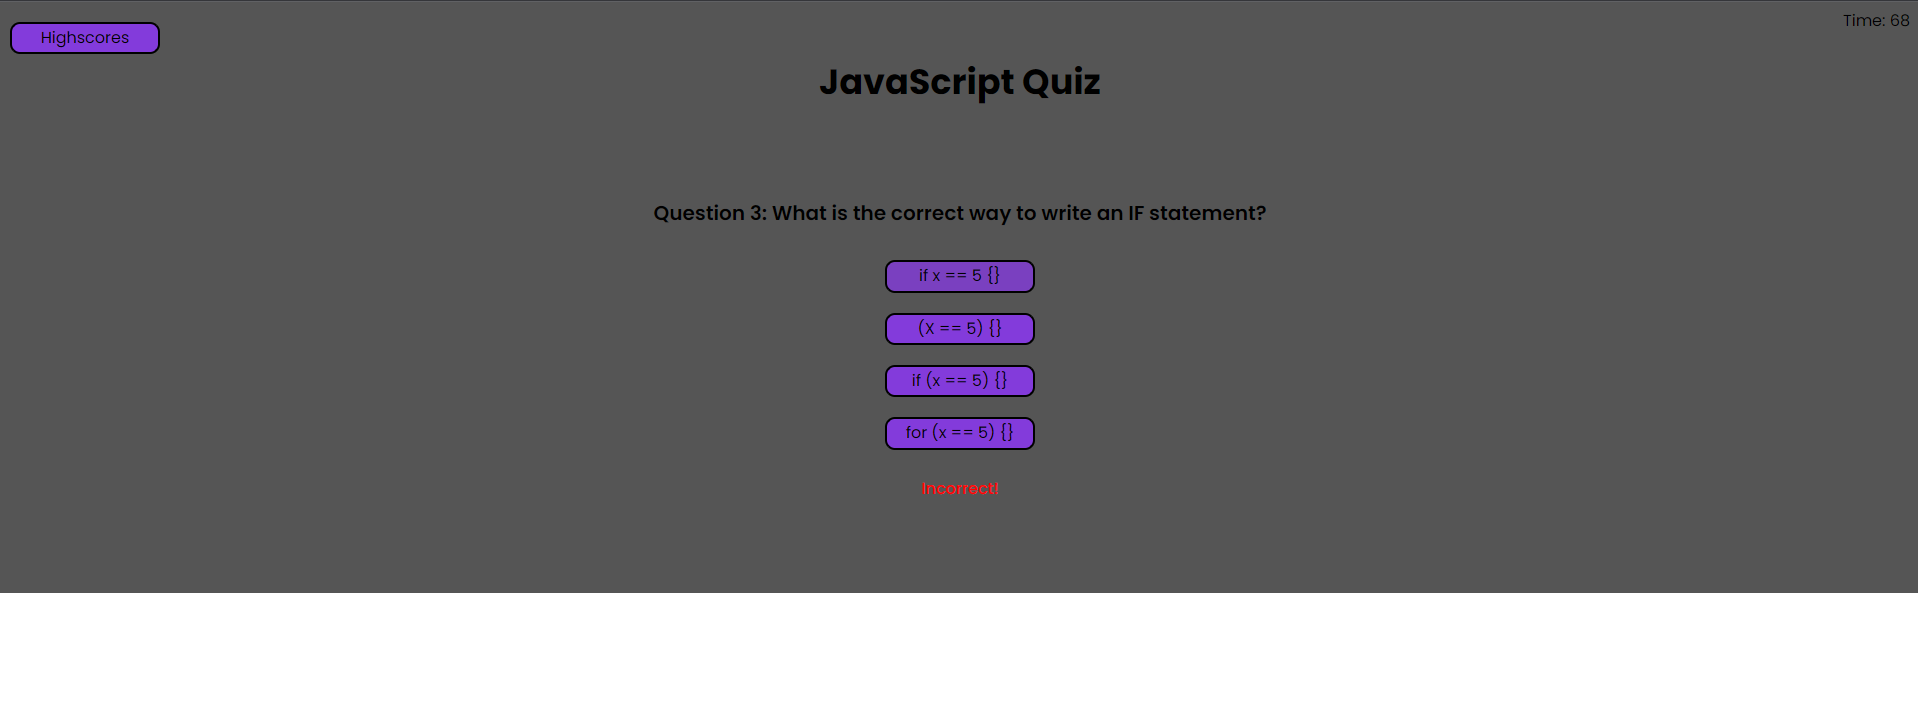 Highscores
Time: 68
JavaScript Quiz
Question 3: What is the correct way to write an IF statement?
if x == 5 {}
(X == 5) {}
if (x == 5) {}
for (x == 5) {}
Incorrect!